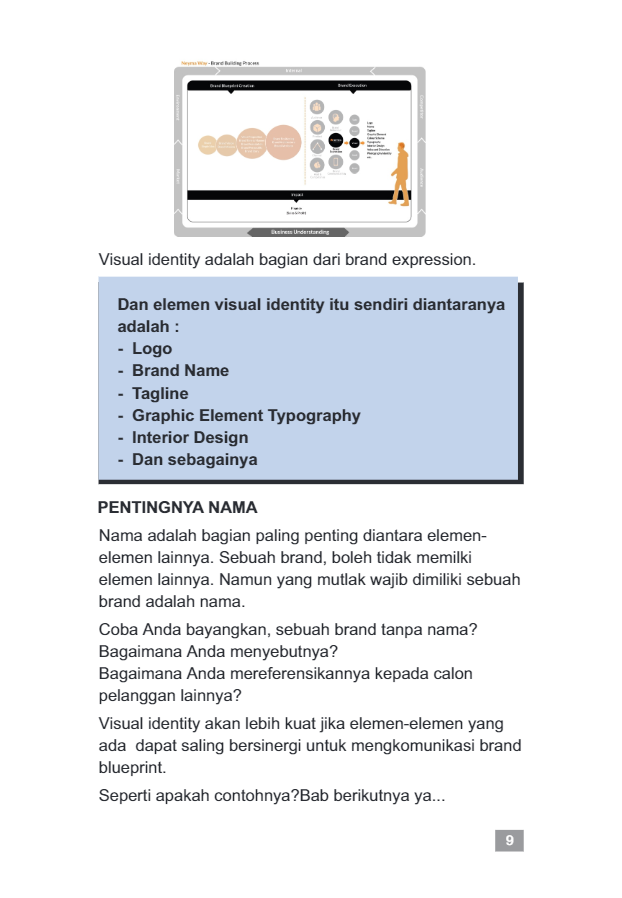 - Brand Building Process
Brand Blueprint Creation
Brand Execution
Logo
Name
Tagline
Impact
Business Understanding
Visual identity adalah bagian dari brand expression.
Dan elemen visual identity itu sendiri diantaranya
adalah :
- Logo
- Brand Name
- Tagline
- Graphic Element Typography
- Interior Design
- Dan sebagainya
PENTINGNYA NAMA
Nama adalah bagian paling penting diantara elemen-
elemen lainnya. Sebuah brand, boleh tidak memilki
elemen lainnya. Namun yang mutlak wajib dimiliki sebuah
brand adalah nama.
Coba Anda bayangkan, sebuah brand tanpa nama?
Bagaimana Anda menyebutnya?
Bagaimana Anda mereferensikannya kepada calon
pelanggan lainnya?
Visual identity akan lebih kuat jika elemen-elemen yang
ada  dapat saling bersinergi untuk mengkomunikasi brand
blueprint.
Seperti apakah contohnya?Bab berikutnya ya...
9